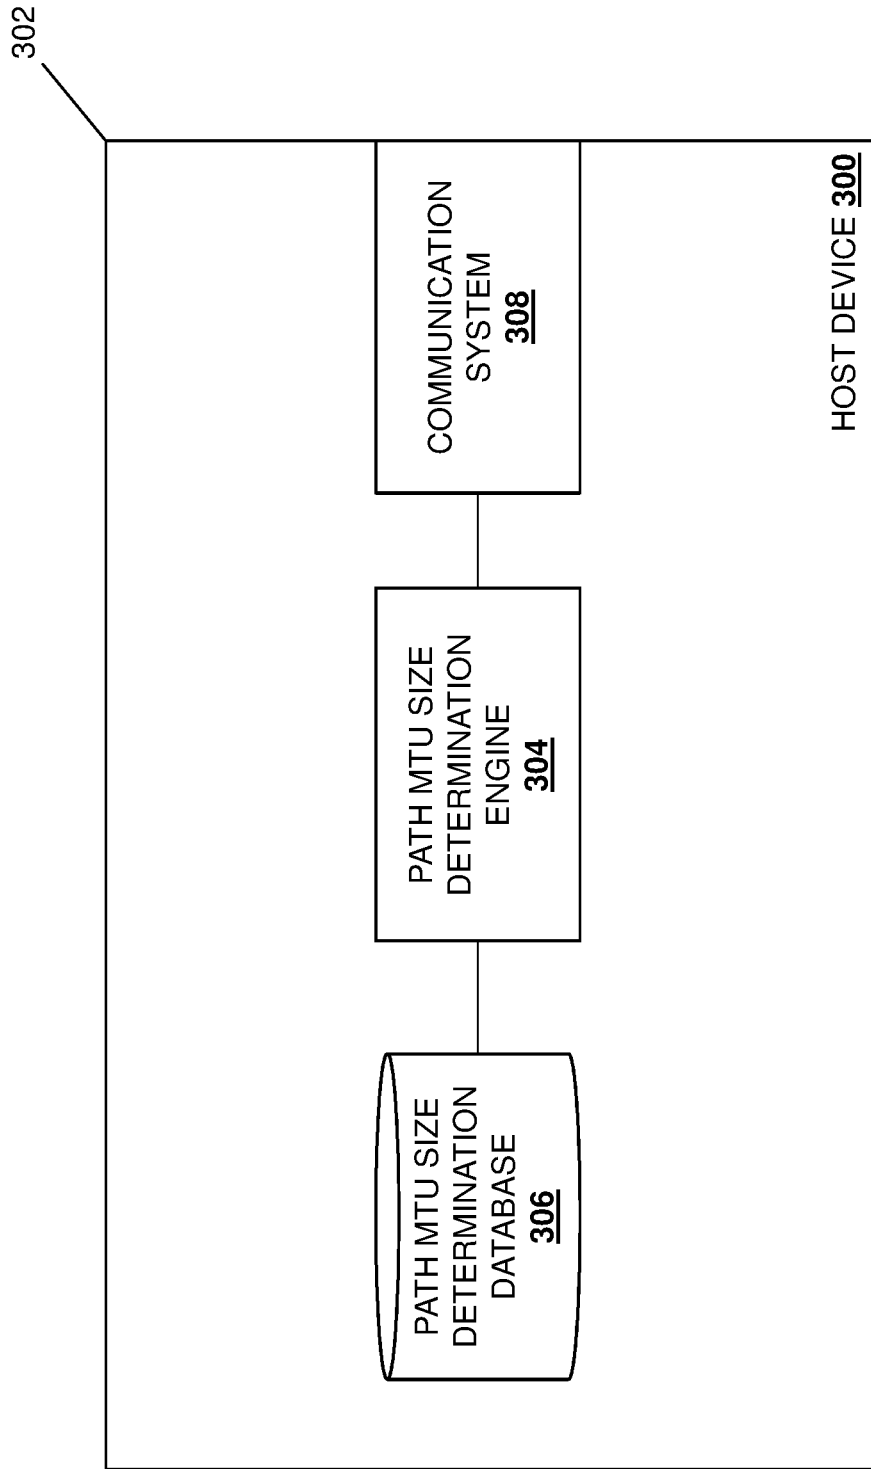 302
PATH MTU SIZE
DETERMINATION
DATABASE
306
PATH MTU SIZE
DETERMINATION
ENGINE
304
COMMUNICATION
SYSTEM
308
HOST DEVICE 300